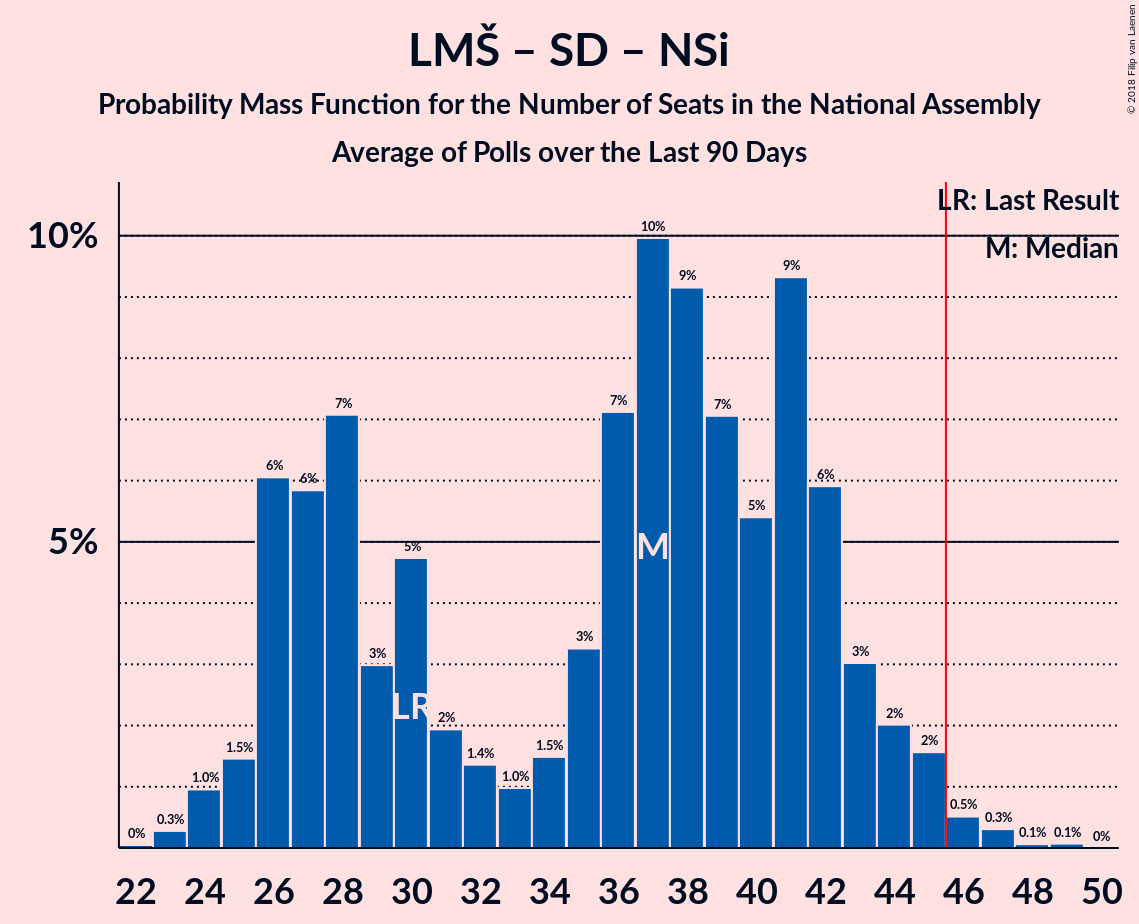 LMŠ – SD – NSi
Probability Mass Function for the Number of Seats in the National Assembly
Average of Polls over the Last 90 Days
© 2018 Filip van Laenen
LR: Last Result
M: Median
10%
5%
0% 0.3% 1.0% 1.5% 6% 6% 7% 3% 5% 2% 1.4% 1.0% 1.5% 3% 7% 10% 9% 7% 5% 9% 6% 3% 2% 2% 0.5% 0.3% 0.1% 0.1% 0%
LR
M
22 24 26 28 30 32 34 36 38 40 42 44 46 48 50